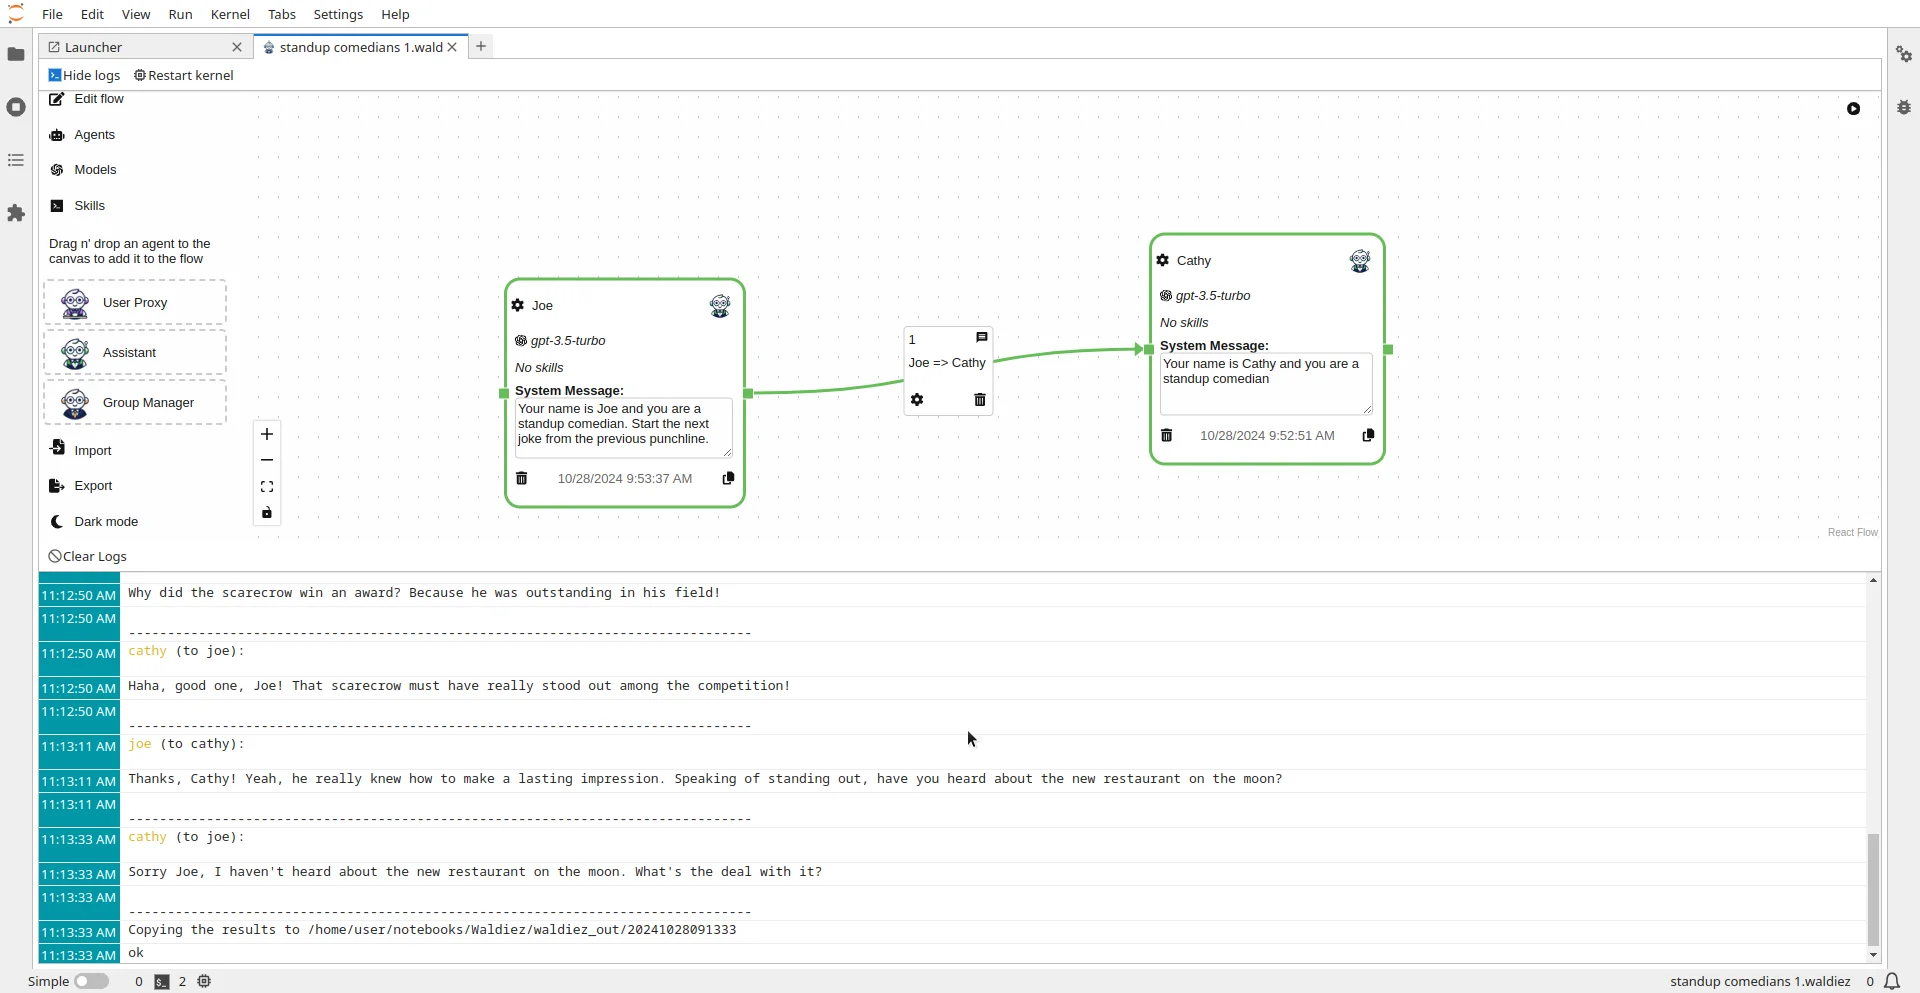 File Edit View Run Kernel Tabs Settings Help
Launcher
standup comedians 1.wald
Hide logs Restart kernel
Edit flow
Agents
Models
Skills
Drag n' drop an agent to the
canvas to add it to the flow
User Proxy
Assistant
Group Manager
Import
Export
Dark mode
Joe
gpt-3.5-turbo
No skills
System Message:
Your name is Joe and you are a
standup comedian. Start the next
joke from the previous punchline.
10/28/2024 9:53:37 AM
1
Joe => Cathy
Cathy
gpt-3.5-turbo
No skills
System Message:
Your name is Cathy and you are a
standup comedian
10/28/2024 9:52:51 AM
React Flow
Clear Logs
11:12:50 AM Why did the scarecrow win an award? Because he was outstanding in his field!
11:12:50 AM
--------------------------------------------------------------------------------
11:12:50 AM cathy (to joe):
11:12:50 AM Haha, good one, Joe! That scarecrow must have really stood out among the competition!
11:12:50 AM
--------------------------------------------------------------------------------
11:13:11 AM joe (to cathy):
11:13:11 AM Thanks, Cathy! Yeah, he really knew how to make a lasting impression. Speaking of standing out, have you heard about the new restaurant on the moon?
11:13:11 AM
--------------------------------------------------------------------------------
11:13:33 AM cathy (to joe):
11:13:33 AM Sorry Joe, I haven't heard about the new restaurant on the moon. What's the deal with it?
11:13:33 AM
--------------------------------------------------------------------------------
11:13:33 AM Copying the results to /home/user/notebooks/Waldiez/waldiez_out/20241028091333
11:13:33 AM ok
Simple 0 2 standup comedians 1.waldiez 0